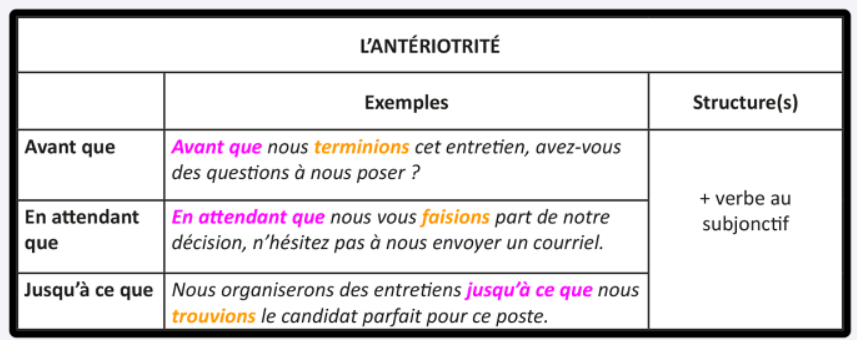 L’ANTÉRIOTRITÉ
Exemples
Structure(s)
Avant que
Avant que nous terminions cet entretien, avez-vous
des questions à nous poser ?
En attendant
que
En attendant que nous vous faisions part de notre
décision, n’hésitez pas à nous envoyer un courriel.
Jusqu’à ce que
Nous organiserons des entretiens jusqu’à ce que nous
trouvions le candidat parfait pour ce poste.
+ verbe au
subjonctif